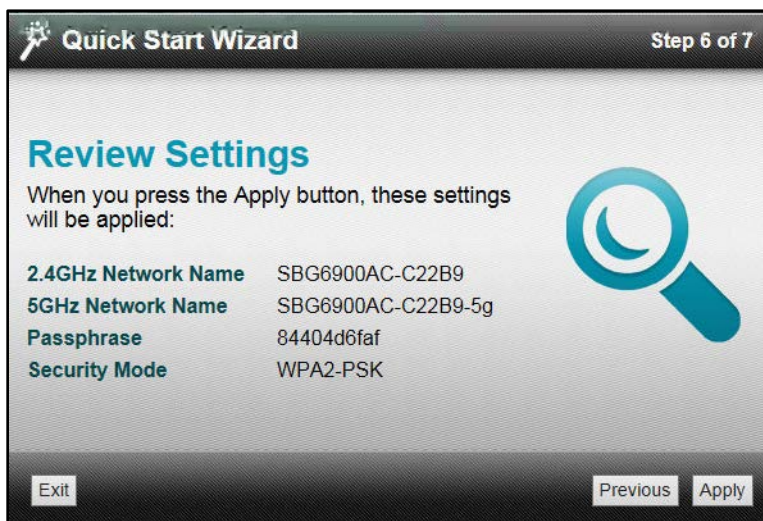 Quick Start Wizard
Step 6 of 7
Review Settings
When you press the Apply button, these settings
will be applied:
2.4GHz Network Name SBG6900AC-C22B9
5GHz Network Name SBG6900AC-C22B9-5g
Passphrase 84404d6faf
Security Mode WPA2-PSK
Exit
Previous
Apply